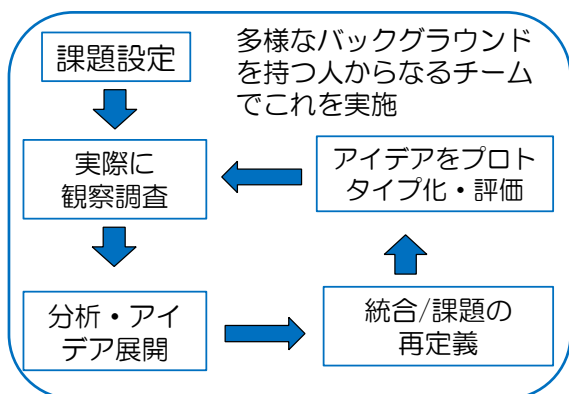 課題設定
多様なバックグラウンド
を持つ人からなるチーム
でこれを実施
実際に
観察調査
アイデアをプロト
タイプ化・評価
分析・アイ
デア展開
統合/課題の
再定義